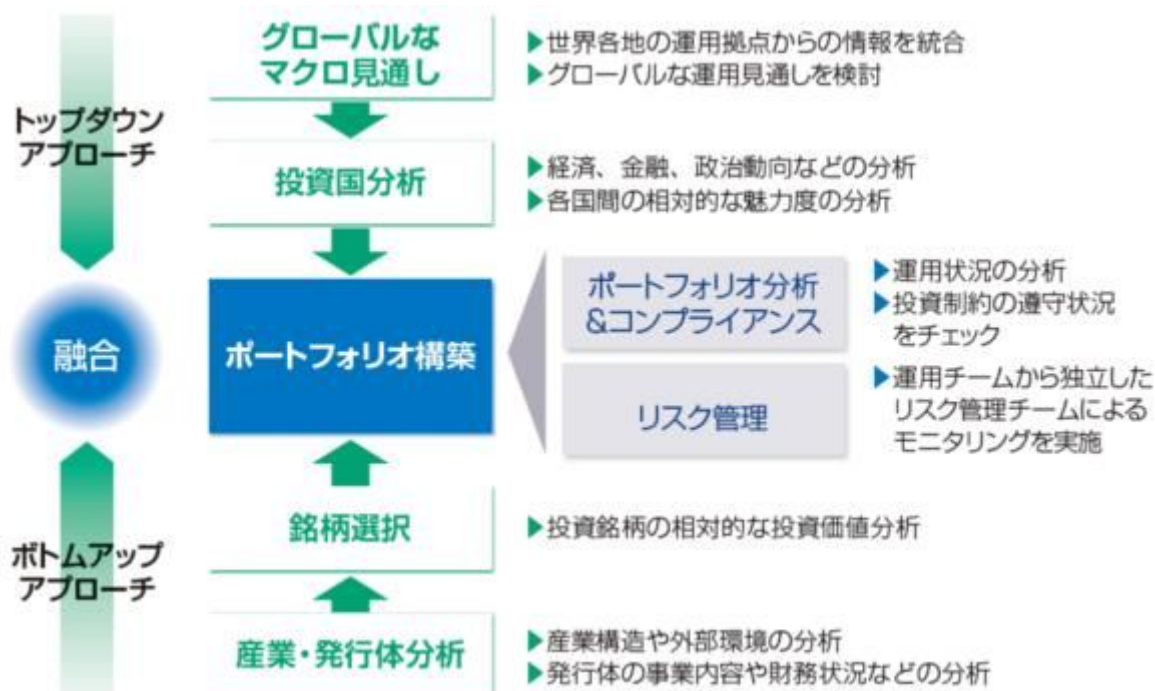 グローバルな
マクロ見通し
▶世界各地の運用拠点からの情報を統合
▶グローバルな運用見通しを検討
トップダウン
アプローチ
投資国分析
▶経済、金融、政治動向などの分析
▶各国間の相対的な魅力度の分析
融合
ポートフォリオ構築
ポートフォリオ分析
&コンプライアンス
▶運用状況の分析
▶投資制約の遵守状況
をチェック
リスク管理
▶運用チームから独立した
リスク管理チームによる
モニタリングを実施
銘柄選択
▶投資銘柄の相対的な投資価値分析
ボトムアップ
アプローチ
産業・発行体分析
▶産業構造や外部環境の分析
▶発行体の事業内容や財務状況などの分析